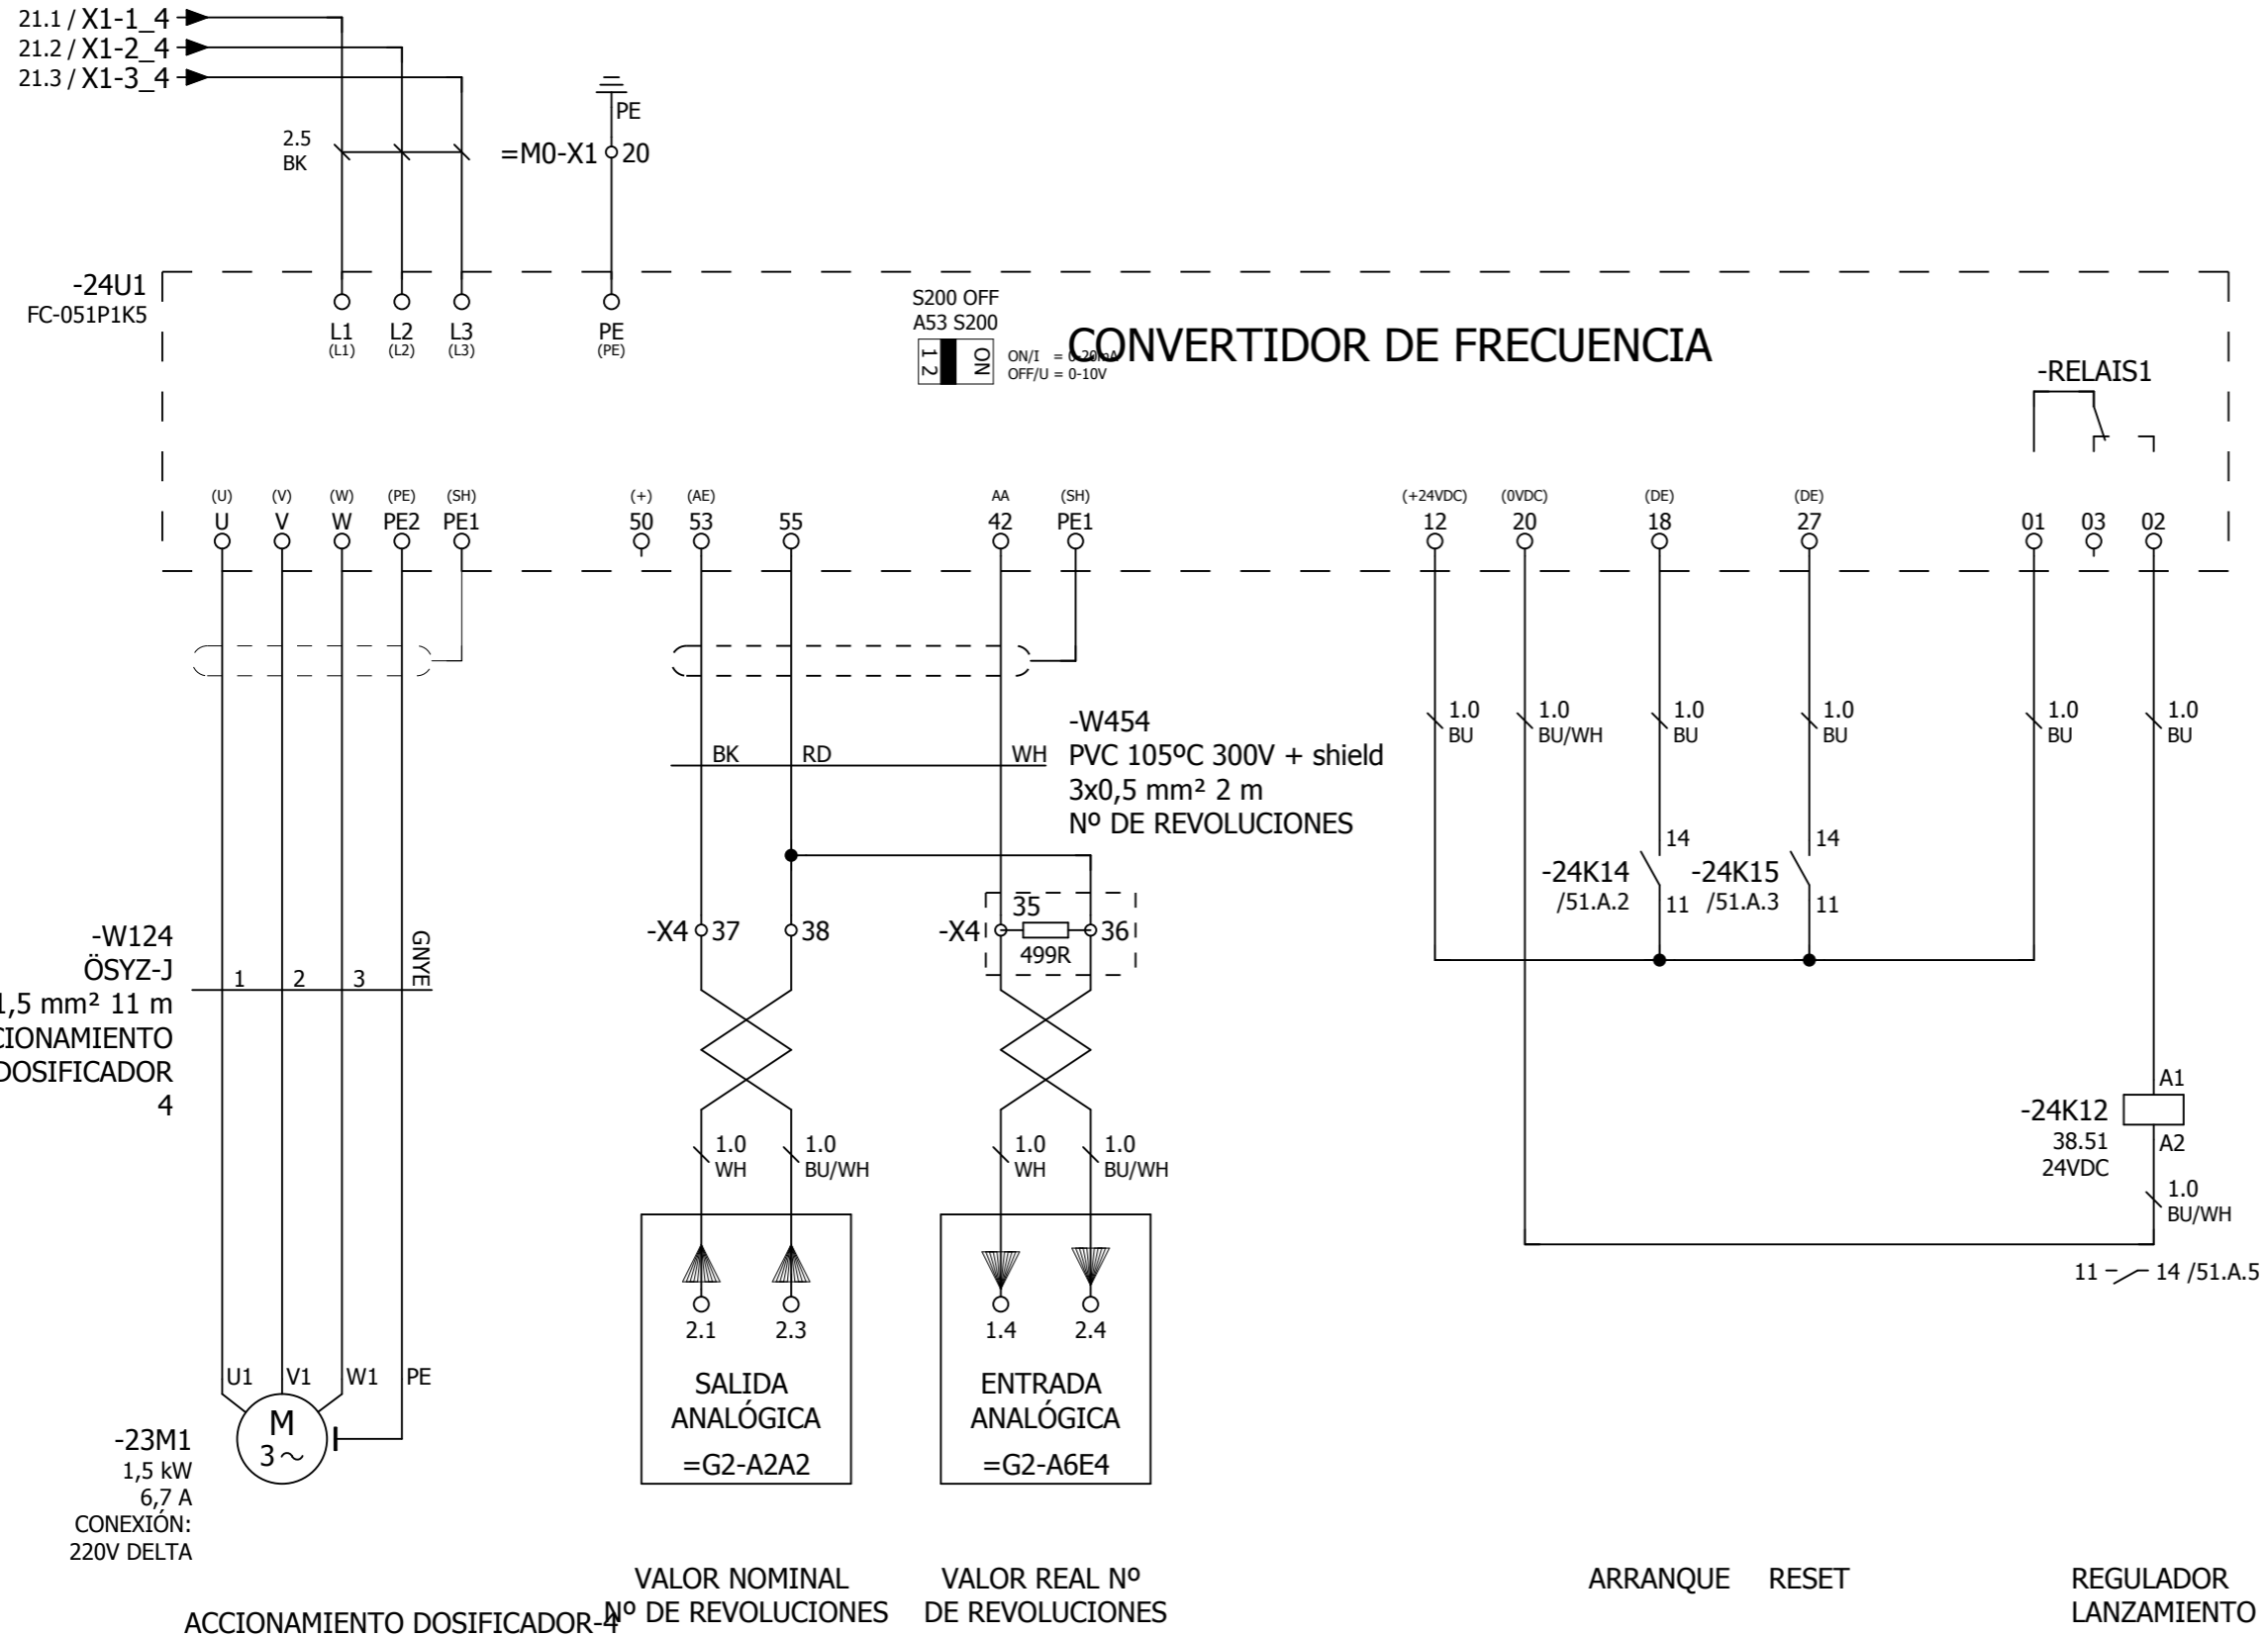 21.1 / X1-1_4
21.2 / X1-2_4
21.3 / X1-3_4
PE
2.5
BK
=M0-X1 20
-24U1
FC-051P1K5
L1 L2 L3 PE
(L1) (L2) (L3) (PE)
S200 OFF
A53 S200
1 2 ON
ON/I = 0-20mA
OFF/U = 0-10V
CONVERTIDOR DE FRECUENCIA
-RELAIS1
(U) (V) (W) (PE) (SH) (+) (AE) AA (SH) (+24VDC) (0VDC) (DE) (DE)
U V W PE2 PE1 50 53 55 42 PE1 12 20 18 27 01 03 02
1.0 1.0 1.0 1.0 1.0 1.0
BU BU/WH BU BU BU BU
BK RD WH
-W454
PVC 105ºC 300V + shield
3x0,5 mm² 2 m
Nº DE REVOLUCIONES
14 14
-24K14 -24K15
/51.A.2 11 /51.A.3 11
-X4 37 38 -X4 35 36
499R
-W124
ÖSYZ-J
1,5 mm² 11 m
CIONAMIENTO
DOSIFICADOR
4
1 2 3 GNYE
A1
-24K12
38.51
24VDC
A2
1.0
BU/WH
11 14 /51.A.5
1.0 1.0 1.0 1.0
WH BU/WH WH BU/WH
2.1 2.3 1.4 2.4
SALIDA
ANALÓGICA
=G2-A2A2
ENTRADA
ANALÓGICA
=G2-A6E4
U1 V1 W1 PE
M
3~
-23M1
1,5 kW
6,7 A
CONEXIÓN:
220V DELTA
ACCIONAMIENTO DOSIFICADOR-4
VALOR NOMINAL
Nº DE REVOLUCIONES
VALOR REAL Nº
DE REVOLUCIONES
ARRANQUE RESET
REGULADOR
LANZAMIENTO